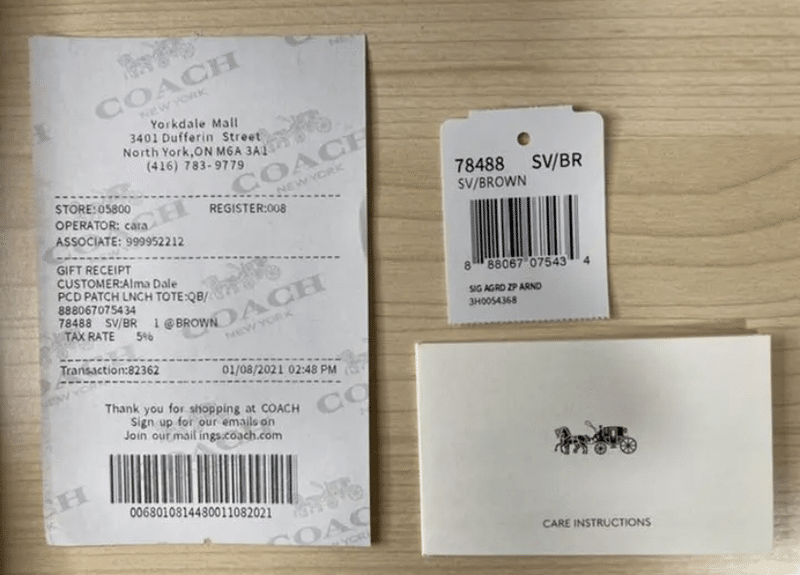 COACH
NEW YORK
Yorkdale Mall
3401 Dufferin Street
North York,ON M6A 3A1
(416) 783-9779
STORE:05800 REGISTER:008
OPERATOR: cara
ASSOCIATE: 999952212
GIFT RECEIPT
CUSTOMER:Alma Dale
PCD PATCH LNCH TOTE:QB/
888067075434
78488 SV/BR 1 @BROWN
TAX RATE 5%
Transaction:82362 01/08/2021 02:48 PM
Thank you for shopping at COACH
Sign up for our emails on
Join our mailings.coach.com
0068010814480011082021
78488 SV/BR
SV/BROWN
8 88067 07543 4
SIG AGRD ZP ARND
3H0054368
CARE INSTRUCTIONS